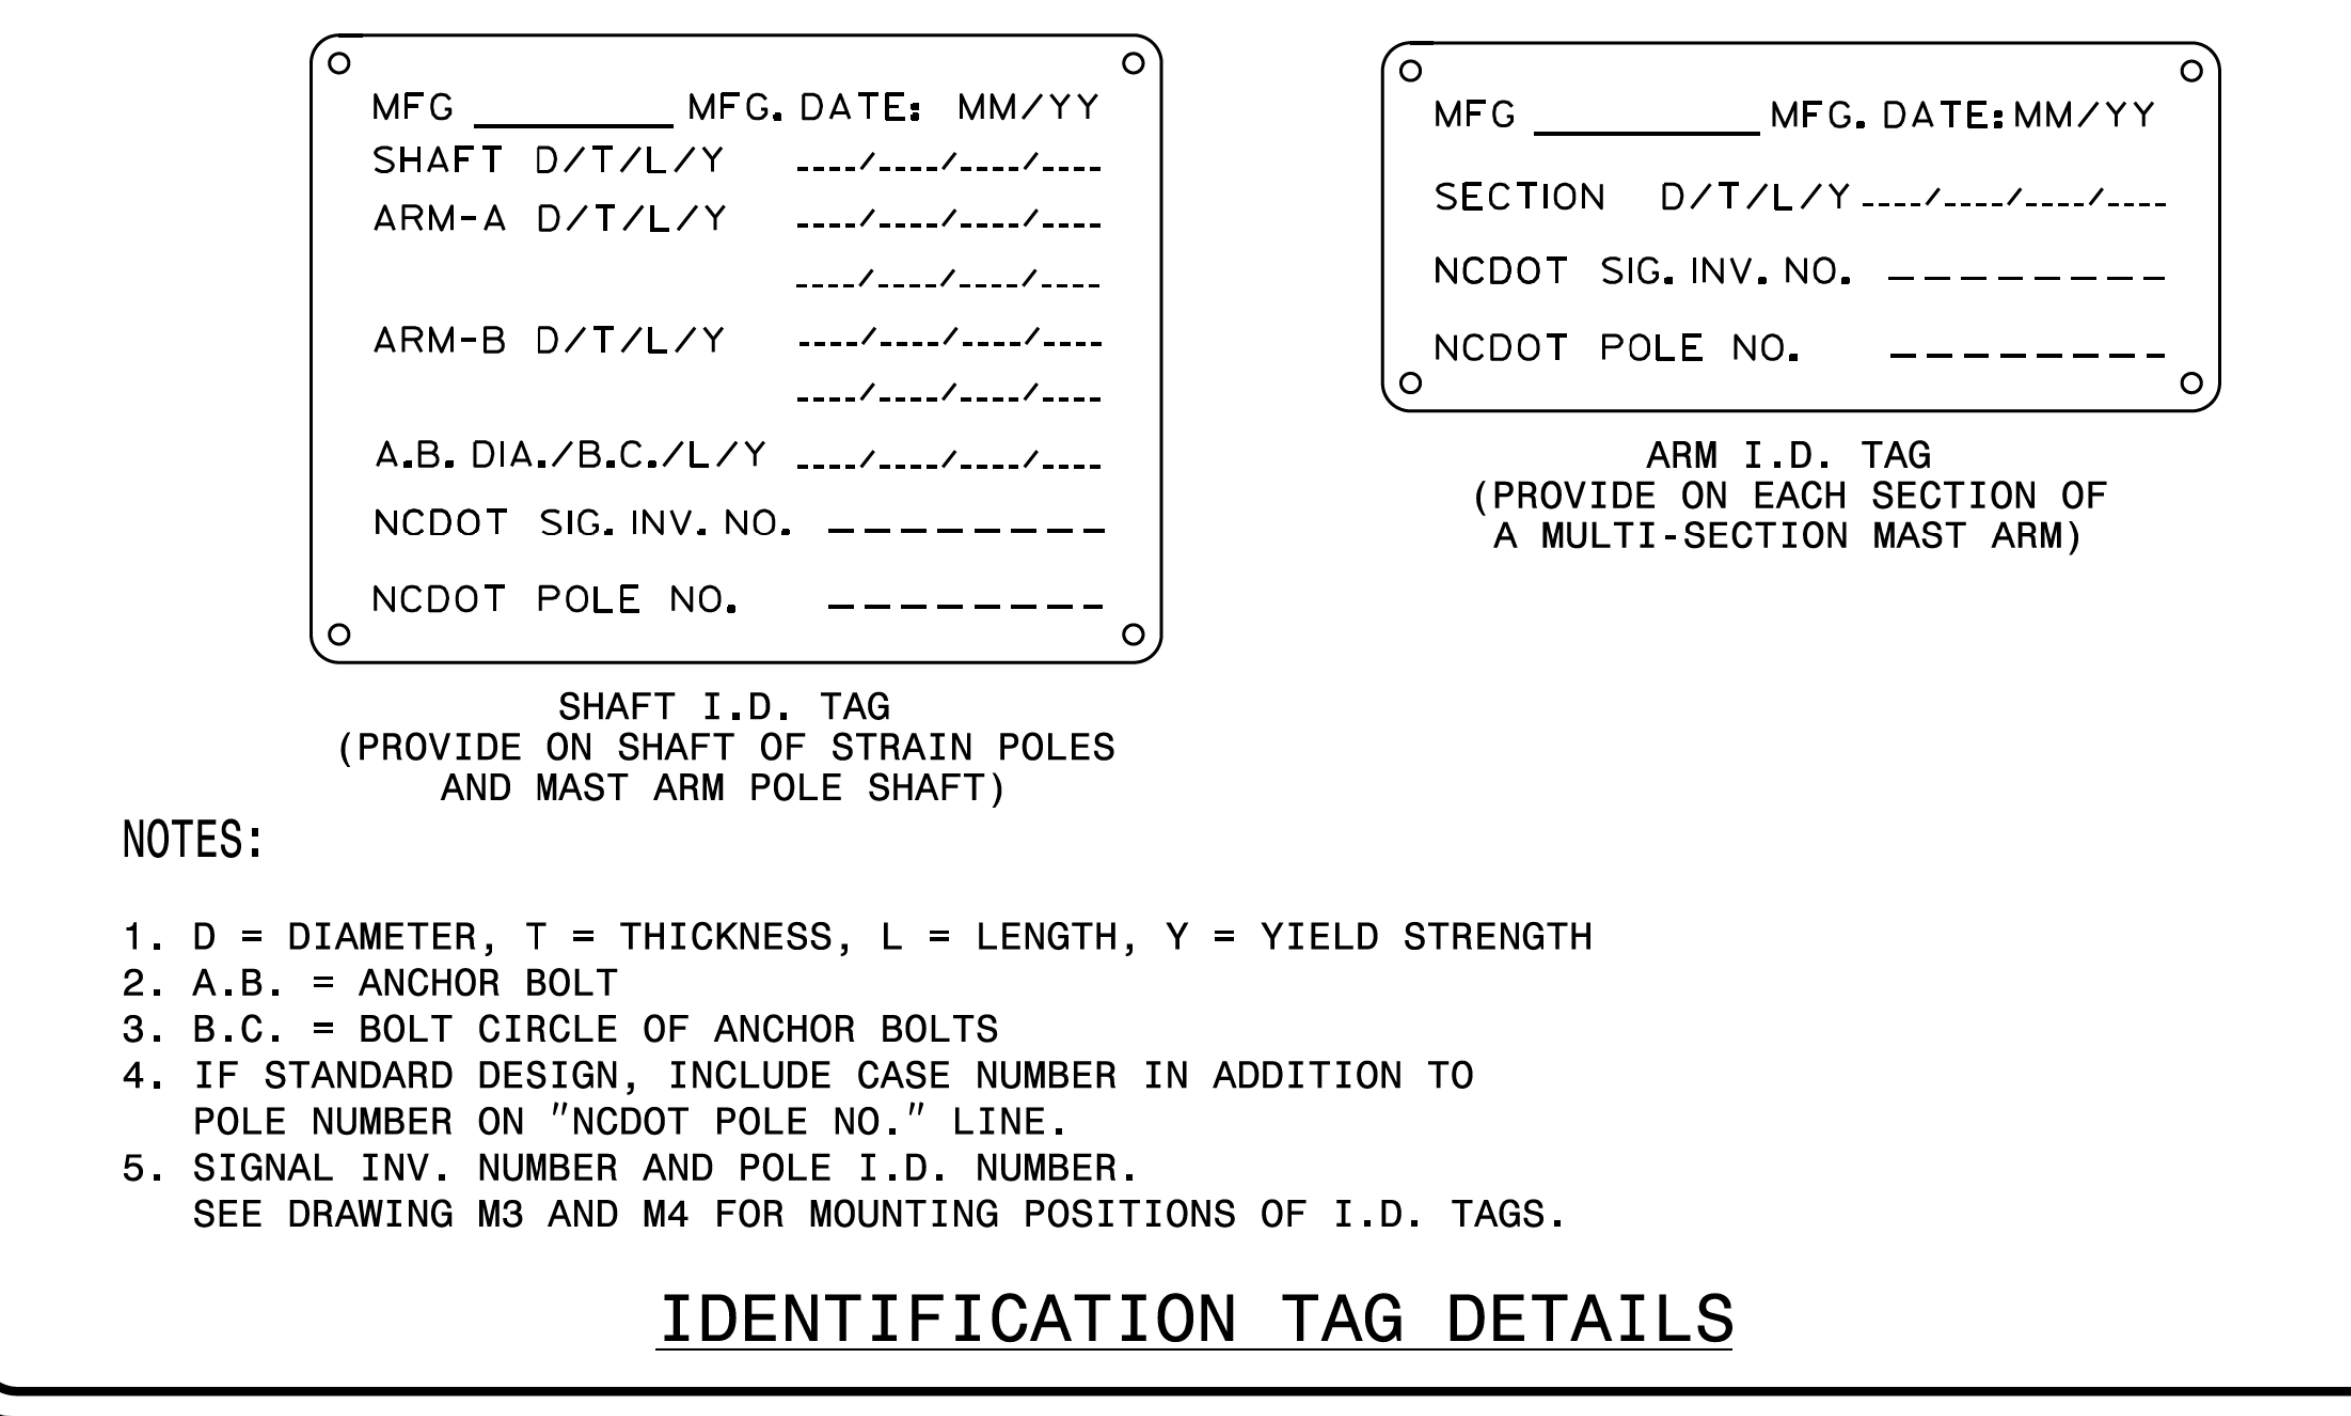 MFG ________ MFG. DATE: MM/YY
SHAFT D/T/L/Y ----/----/----/----
ARM-A D/T/L/Y ----/----/----/----
----/----/----/----
ARM-B D/T/L/Y ----/----/----/----
----/----/----/----
A.B. DIA./B.C./L/Y ----/----/----/----
NCDOT SIG. INV. NO. _ _ _ _ _ _ _ _
NCDOT POLE NO. _ _ _ _ _ _ _ _
SHAFT I.D. TAG
(PROVIDE ON SHAFT OF STRAIN POLES
AND MAST ARM POLE SHAFT)
MFG ________ MFG. DATE: MM/YY
SECTION D/T/L/Y ----/----/----/----
NCDOT SIG. INV. NO. _ _ _ _ _ _ _ _
NCDOT POLE NO. _ _ _ _ _ _ _ _
ARM I.D. TAG
(PROVIDE ON EACH SECTION OF
A MULTI-SECTION MAST ARM)
NOTES:
1. D = DIAMETER, T = THICKNESS, L = LENGTH, Y = YIELD STRENGTH
2. A.B. = ANCHOR BOLT
3. B.C. = BOLT CIRCLE OF ANCHOR BOLTS
4. IF STANDARD DESIGN, INCLUDE CASE NUMBER IN ADDITION TO
POLE NUMBER ON "NCDOT POLE NO." LINE.
5. SIGNAL INV. NUMBER AND POLE I.D. NUMBER.
SEE DRAWING M3 AND M4 FOR MOUNTING POSITIONS OF I.D. TAGS.
IDENTIFICATION TAG DETAILS